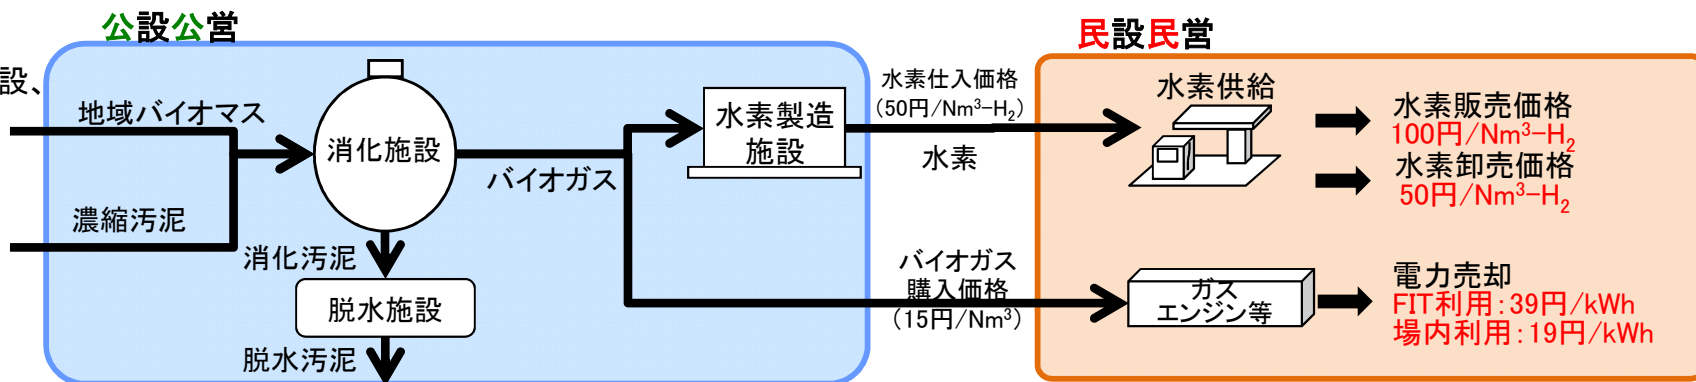 公設公営
民設民営
設、
地域バイオマス
濃縮汚泥
消化施設
消化汚泥
脱水施設
脱水汚泥
バイオガス
水素製造
施設
水素仕入価格
(50円/Nm³-H₂)
水素
バイオガス
購入価格
(15円/Nm³)
水素供給
水素販売価格
100円/Nm³-H₂
水素卸売価格
50円/Nm³-H₂
ガス
エンジン等
電力売却
FIT利用:39円/kWh
場内利用:19円/kWh